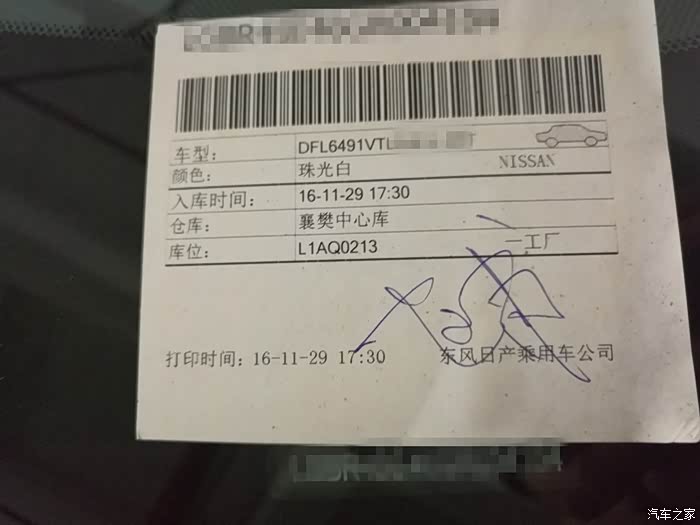 车型: DFL6491VTL
颜色: 珠光白 NISSAN
入库时间: 16-11-29 17:30
仓库: 襄樊中心库
库位: L1AQ0213 一工厂
打印时间: 16-11-29 17:30 东风日产乘用车公司
汽车之家